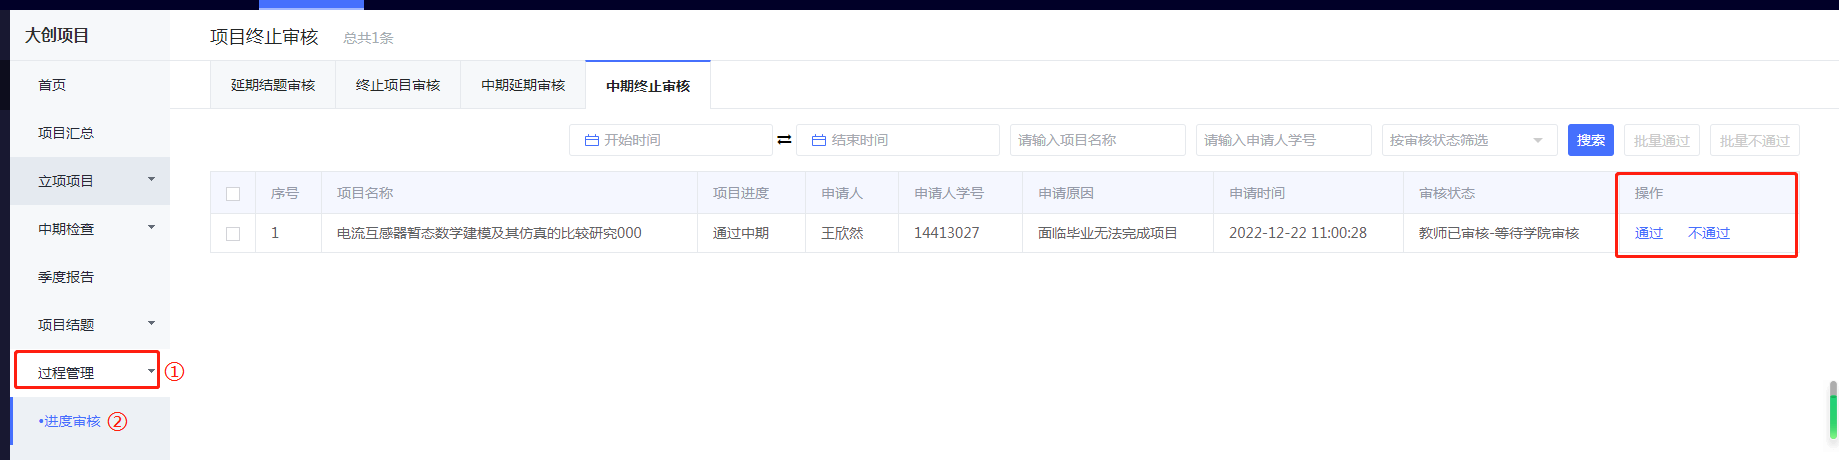 大创项目
首页
项目汇总
立项项目
中期检查
季度报告
项目结题
过程管理 ①
•进度审核 ②
项目终止审核 总共1条
延期结题审核 终止项目审核 中期延期审核 中期终止审核
开始时间 ⇄ 结束时间 请输入项目名称 请输入申请人学号 按审核状态筛选 搜索 批量通过 批量不通过
序号 项目名称 项目进度 申请人 申请人学号 申请原因 申请时间 审核状态 操作
1 电流互感器暂态数学建模及其仿真的比较研究000 通过中期 王欣然 14413027 面临毕业无法完成项目 2022-12-22 11:00:28 教师已审核-等待学院审核 通过 不通过